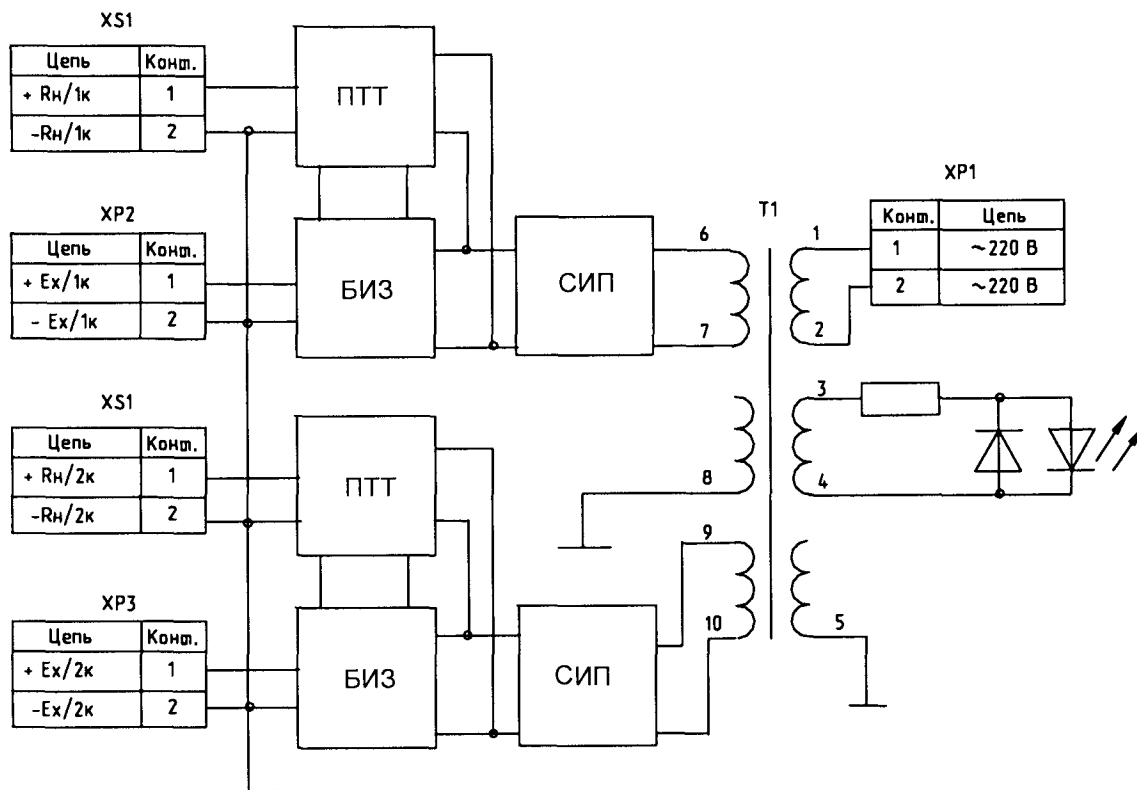 XS1
Цепь Конт.
+ Rн/1к 1
-Rн/1к 2
ПТТ
XP2
Цепь Конт.
+ Ex/1к 1
- Ex/1к 2
БИЗ
СИП
6
7
T1
XP1
Конт. Цепь
1 ~220 В
2 ~220 В
1
2
3
4
8
XS1
Цепь Конт.
+ Rн/2к 1
-Rн/2к 2
ПТТ
9
10
5
XP3
Цепь Конт.
+ Ex/2к 1
-Ex/2к 2
БИЗ
СИП